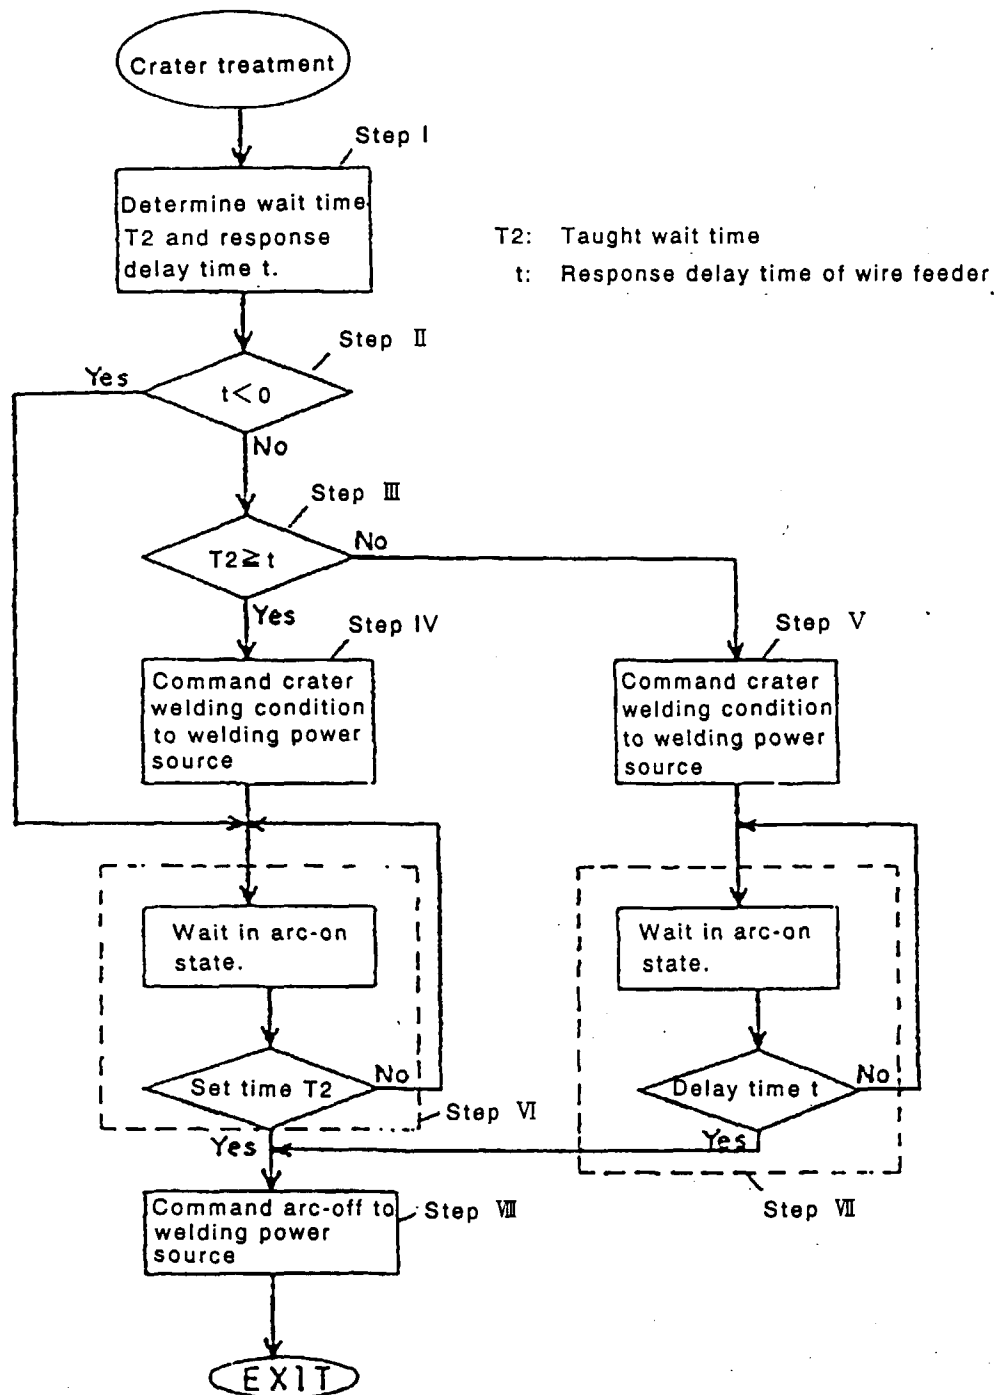 Crater treatment
Step I
Determine wait time
T2 and response
delay time t.
T2: Taught wait time
t: Response delay time of wire feeder
Step Ⅱ
Yes
t<0
No
Step Ⅲ
T2≧t
No
Yes
Step IV
Step Ⅴ
Command crater
welding condition
to welding power
source
Command crater
welding condition
to welding power
source
Wait in arc-on
state.
Wait in arc-on
state.
Set time T2
No
Delay time t
No
Step Ⅵ
Yes
Yes
Step Ⅶ
Command arc-off to
welding power
source
Step Ⅷ
EXIT